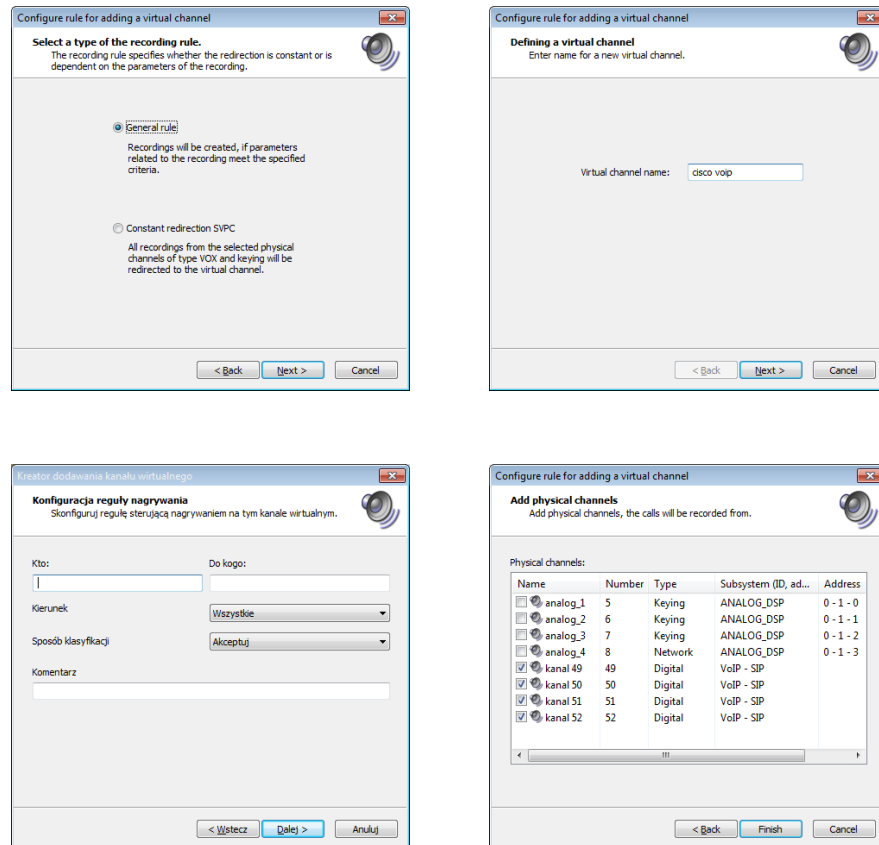 Configure rule for adding a virtual channel
Select a type of the recording rule.
The recording rule specifies whether the redirection is constant or is
dependent on the parameters of the recording.
General rule
Recordings will be created, if parameters
related to the recording meet the specified
criteria.
Constant redirection SVPC
All recordings from the selected physical
channels of type VOX and keying will be
redirected to the virtual channel.
< Back Next > Cancel
Configure rule for adding a virtual channel
Defining a virtual channel
Enter name for a new virtual channel.
Virtual channel name: cisco voip
< Back Next > Cancel
Kreator dodawania kanału wirtualnego
Konfiguracja reguły nagrywania
Skonfiguruj regułę sterującą nagrywaniem na tym kanale wirtualnym.
Kto: Do kogo:
Kierunek Wszystkie
Sposób klasyfikacji Akceptuj
Komentarz
< Wstecz Dalej > Anuluj
Configure rule for adding a virtual channel
Add physical channels
Add physical channels, the calls will be recorded from.
Physical channels:
Name Number Type Subsystem (ID, ad... Address
analog_1 5 Keying ANALOG_DSP 0 - 1 - 0
analog_2 6 Keying ANALOG_DSP 0 - 1 - 1
analog_3 7 Keying ANALOG_DSP 0 - 1 - 2
analog_4 8 Network ANALOG_DSP 0 - 1 - 3
kanal 49 49 Digital VoIP - SIP
kanal 50 50 Digital VoIP - SIP
kanal 51 51 Digital VoIP - SIP
kanal 52 52 Digital VoIP - SIP
< Back Finish Cancel